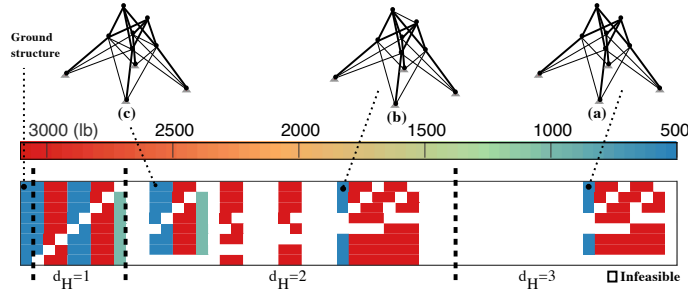 Ground
structure
(c)
(b)
(a)
3000 (lb)
2500
2000
1500
1000
500
d_H=1
d_H=2
d_H=3
Infeasible